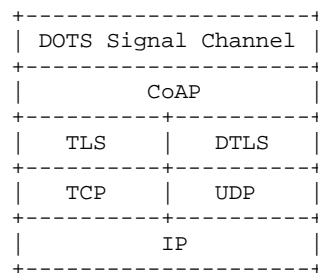 +---------------------+
| DOTS Signal Channel |
+---------------------+
|         CoAP        |
+----------+----------+
|   TLS    |   DTLS   |
+----------+----------+
|   TCP    |   UDP    |
+----------+----------+
|          IP         |
+---------------------+